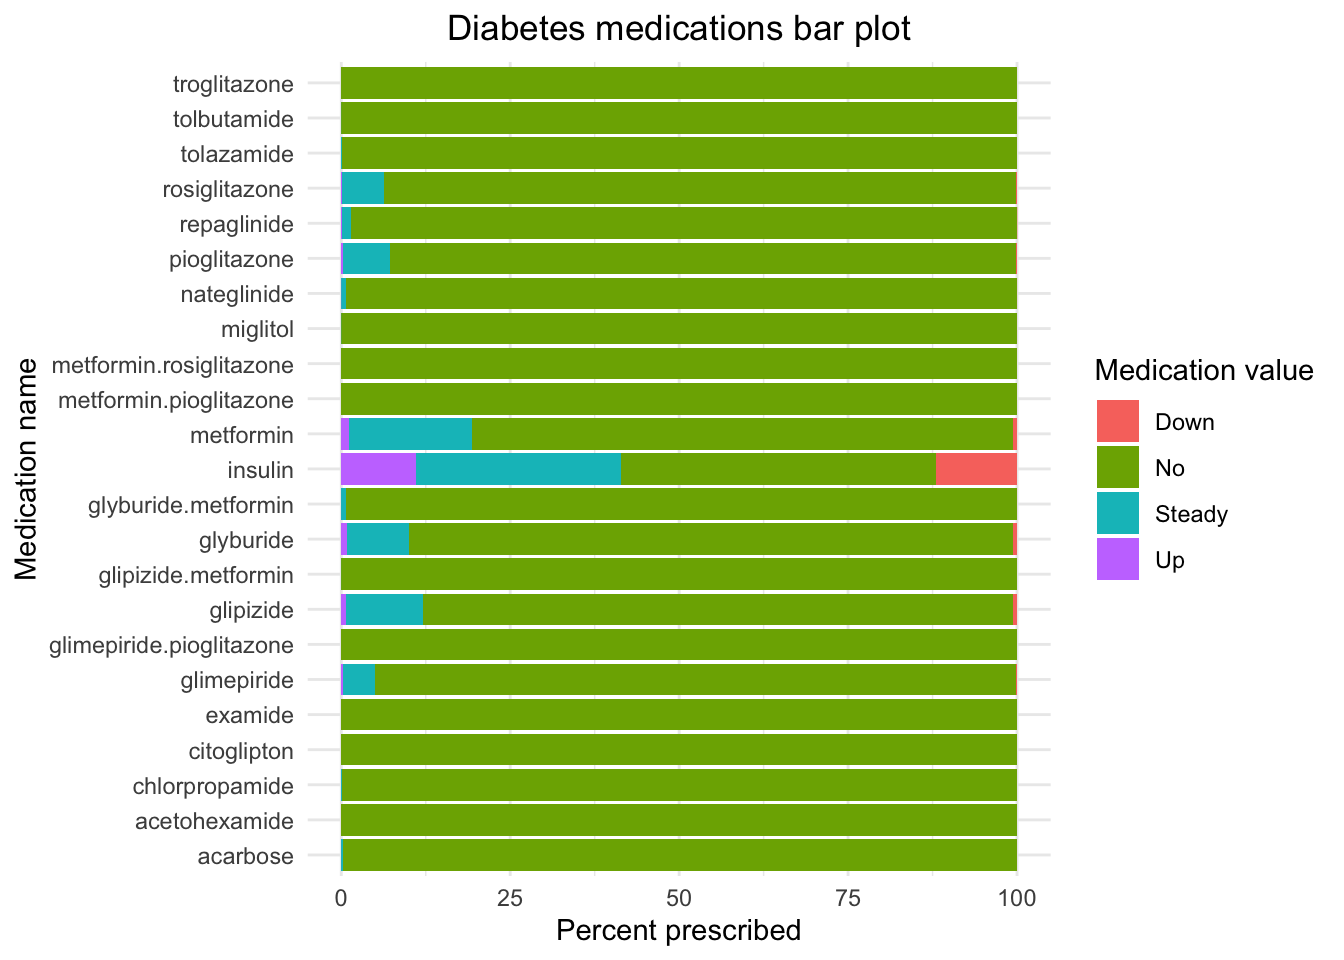 Diabetes medications bar plot
troglitazone
tolbutamide
tolazamide
rosiglitazone
repaglinide
pioglitazone
nateglinide
miglitol
metformin.rosiglitazone
metformin.pioglitazone
metformin
insulin
glyburide.metformin
glyburide
glipizide.metformin
glipizide
glimepiride.pioglitazone
glimepiride
examide
citoglipton
chlorpropamide
acetohexamide
acarbose
Medication name
0 25 50 75 100
Percent prescribed
Medication value
Down
No
Steady
Up